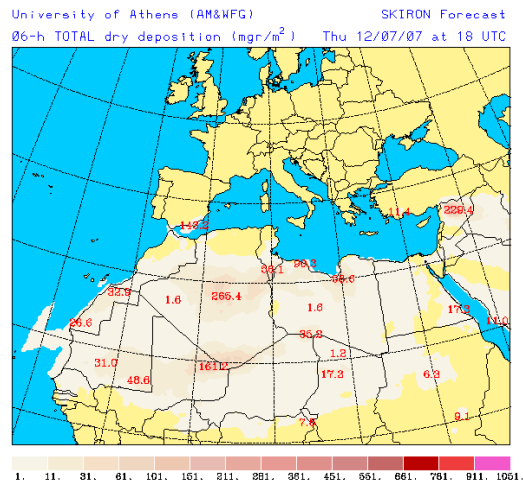 University of Athens (AM&WFG) SKIRON Forecast
06-h TOTAL dry deposition (mgr/m²) Thu 12/07/07 at 18 UTC
11.4 229.4
143.2
38.1 90.3
38.6
32.9 265.4
1.6 1.6 17.2
26.6 11.0
35.8
1.2
31.0 161.2
48.6 17.2 6.3
7.8 9.1
1. 11. 31. 61. 101. 151. 211. 281. 361. 451. 551. 661. 781. 911. 1051.